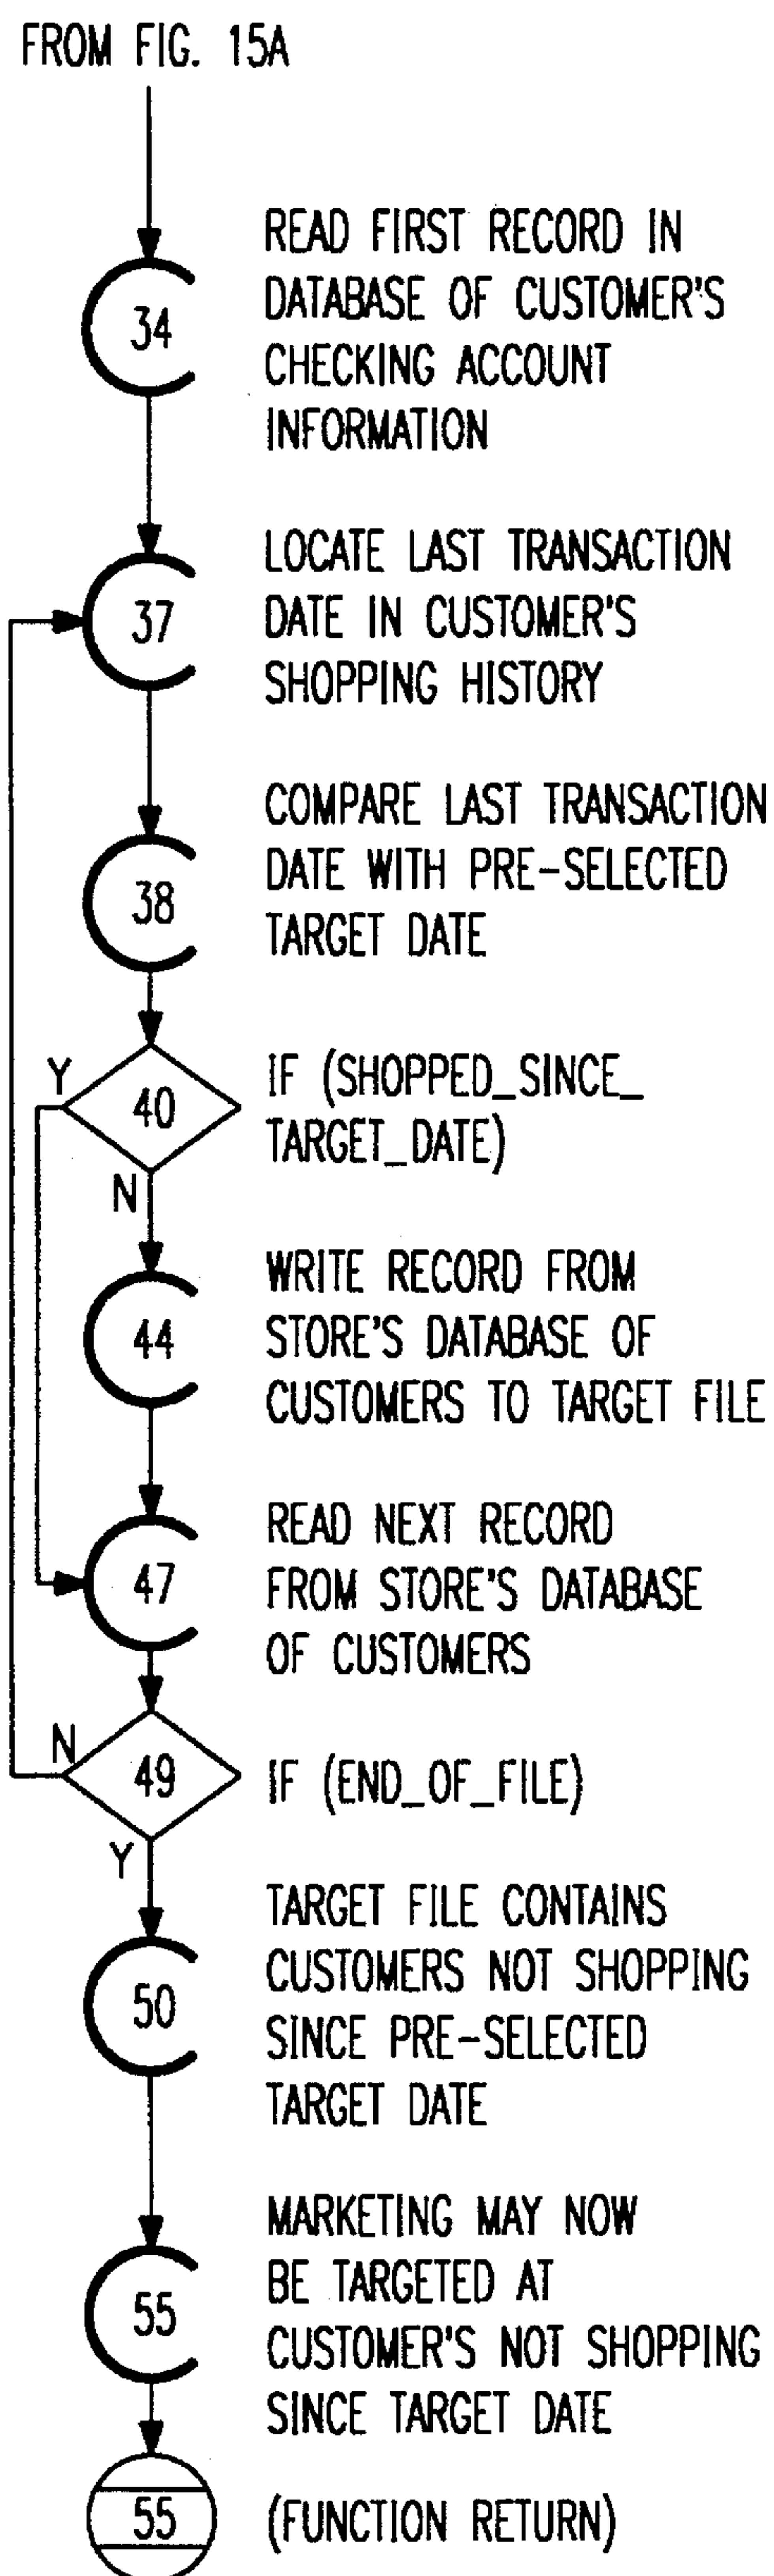 FROM FIG. 15A
34
READ FIRST RECORD IN
DATABASE OF CUSTOMER'S
CHECKING ACCOUNT
INFORMATION
37
LOCATE LAST TRANSACTION
DATE IN CUSTOMER'S
SHOPPING HISTORY
38
COMPARE LAST TRANSACTION
DATE WITH PRE-SELECTED
TARGET DATE
Y
40
N
IF (SHOPPED_SINCE_
TARGET_DATE)
44
WRITE RECORD FROM
STORE'S DATABASE OF
CUSTOMERS TO TARGET FILE
47
READ NEXT RECORD
FROM STORE'S DATABASE
OF CUSTOMERS
N
49
Y
IF (END_OF_FILE)
50
TARGET FILE CONTAINS
CUSTOMERS NOT SHOPPING
SINCE PRE-SELECTED
TARGET DATE
55
MARKETING MAY NOW
BE TARGETED AT
CUSTOMER'S NOT SHOPPING
SINCE TARGET DATE
55
(FUNCTION RETURN)